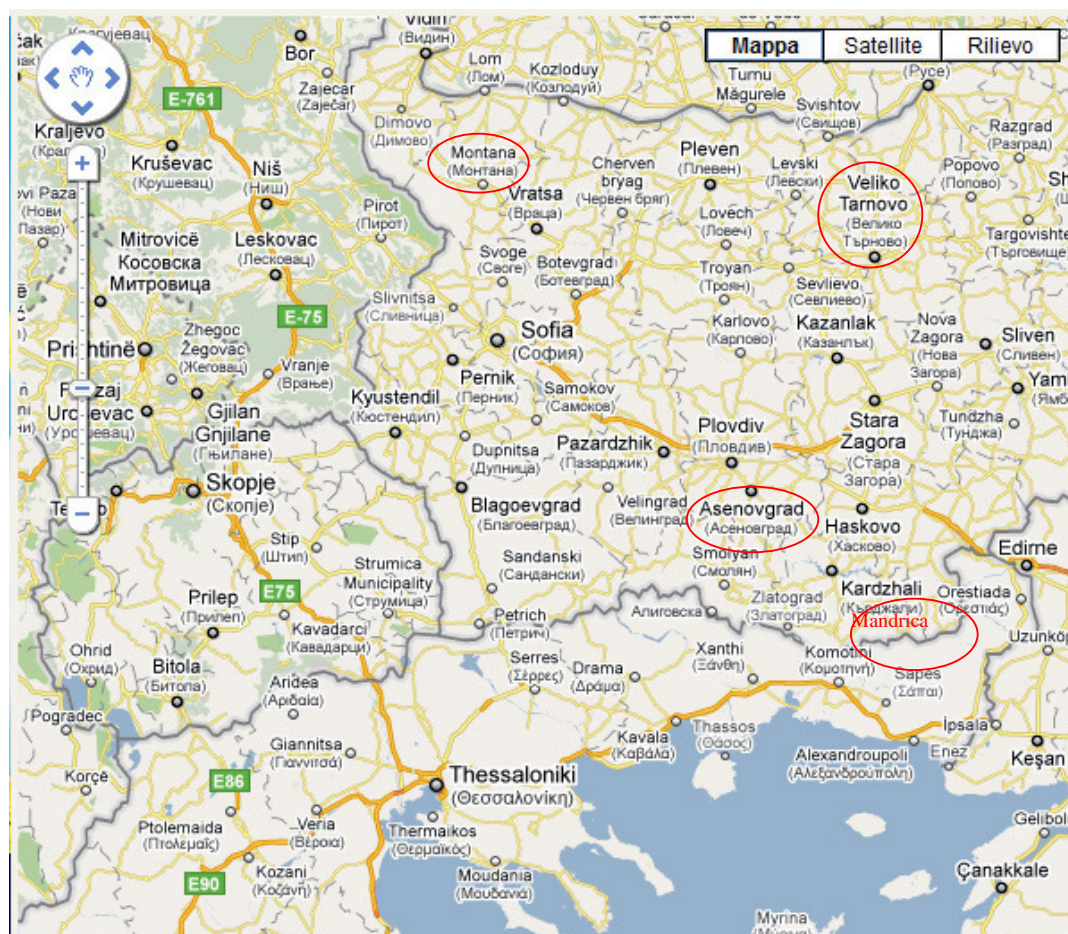 Крагујевац
Vidin
(Видин)
Bor
Lom
(Лом)
Kozloduy
(Козлодуй)
Mappa
Satellite
Rilievo
Turnu
Măgurele
(Русе)
Zajecar
(Zaječar)
Svishtov
(Свищов)
E-761
Dimovo
(Димово)
Kraljevo
Kruševac
(Крушевац)
Montana
(Монтана)
Cherven
bryag
(Червен бряг)
Pleven
(Плевен)
Levski
(Левски)
Razgrad
(Разград)
Popovo
(Попово)
Niš
(Ниш)
Veliko
Tarnovo
(Велико
Търново)
Vratsa
(Враца)
Pirot
(Пирот)
Lovech
(Ловеч)
(Нови
Пазар)
Mitrovicë
Косовска
Митровица
Leskovac
(Лесковац)
Svoge
(Своге)
Botevgrad
(Ботевград)
Troyan
(Троян)
Targovishte
(Търговище)
Sevlievo
(Севлиево)
Slivnitsa
(Сливница)
E-75
Sofia
(София)
Karlovo
(Карлово)
Kazanlak
(Казанлък)
Nova
Zagora
(Нова
Загора)
Sliven
(Сливен)
Zhegoc
Žegovac
(Жеговац)
Vranje
(Врање)
Pernik
(Перник)
Samokov
(Самоков)
Kyustendil
(Кюстендил)
Gjilan
Gnjilane
(Гњилане)
Stara
Zagora
(Стара
Загора)
Tundzha
(Тунджа)
Plovdiv
(Пловдив)
Pazardzhik
(Пазарджик)
Dupnitsa
(Дупница)
Skopje
(Скопје)
Blagoevgrad
(Благоевград)
Velingrad
(Велинград)
Asenovgrad
(Асеновград)
Haskovo
(Хасково)
Stip
(Штип)
Edirne
Smolyan
(Смолян)
Sandanski
(Сандански)
Strumica
Municipality
(Струмица)
E75
Prilep
(Прилеп)
Kardzhali
(Кърджали)
Orestiada
(Ορεστιάς)
Zlatograd
(Златоград)
Алиговска
Petrich
(Петрич)
Mandrica
Kavadarci
(Кавадарци)
Ohrid
(Охрид)
Bitola
(Битола)
Serres
(Σέρρες)
Drama
(Δράμα)
Xanthi
(Ξάνθη)
Komotini
(Κομοτηνή)
Sapes
(Σάπαι)
Aridea
(Αριδαία)
Pogradec
Giannitsa
(Γιαννιτσά)
Kavala
(Καβάλα)
Thassos
(Θάσος)
İpsala
Alexandroupoli
(Αλεξανδρούπολη)
Enez
Keşan
Korçë
E86
Thessaloniki
(Θεσσαλονίκη)
Ptolemaida
(Πτολεμαΐς)
Veria
(Βέροια)
Thermaikos
(Θερμαϊκός)
Kozani
(Κοζάνη)
Moudania
(Μουδανιά)
E90
Çanakkale
Myrina